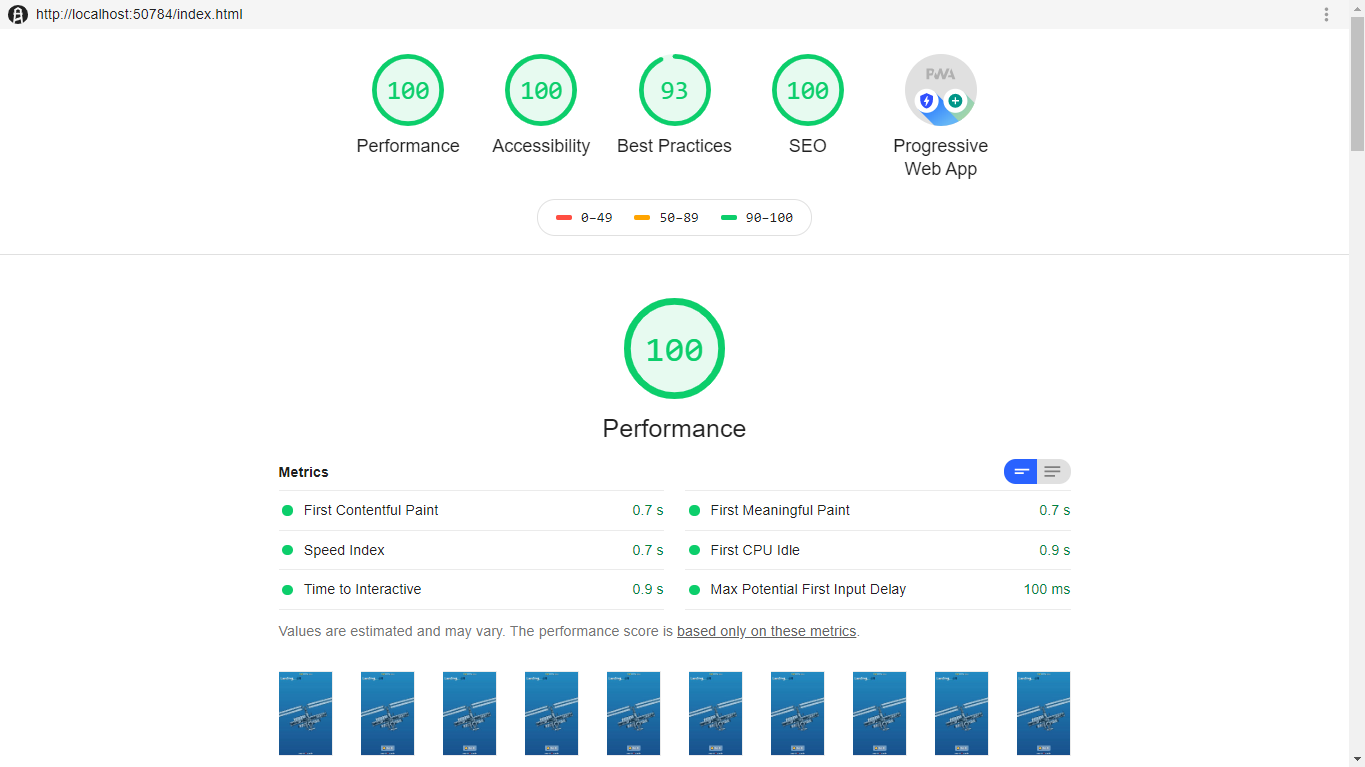 http://localhost:50784/index.html
100 100 93 100 PWA
Performance Accessibility Best Practices SEO Progressive
Web App
0–49 50–89 90–100
100
Performance
Metrics
First Contentful Paint 0.7 s First Meaningful Paint 0.7 s
Speed Index 0.7 s First CPU Idle 0.9 s
Time to Interactive 0.9 s Max Potential First Input Delay 100 ms
Values are estimated and may vary. The performance score is based only on these metrics.